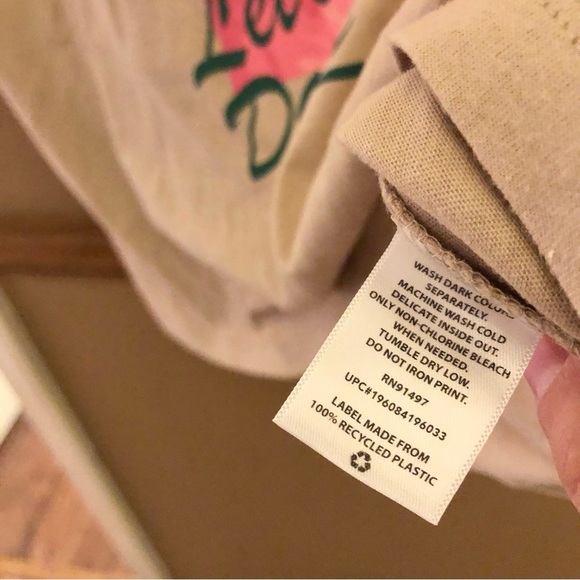 WASH DARK COLORS
SEPARATELY.
MACHINE WASH COLD
DELICATE INSIDE OUT.
ONLY NON-CHLORINE BLEACH
WHEN NEEDED.
TUMBLE DRY LOW.
DO NOT IRON PRINT.
RN91497
UPC#196084196033
LABEL MADE FROM
100% RECYCLED PLASTIC